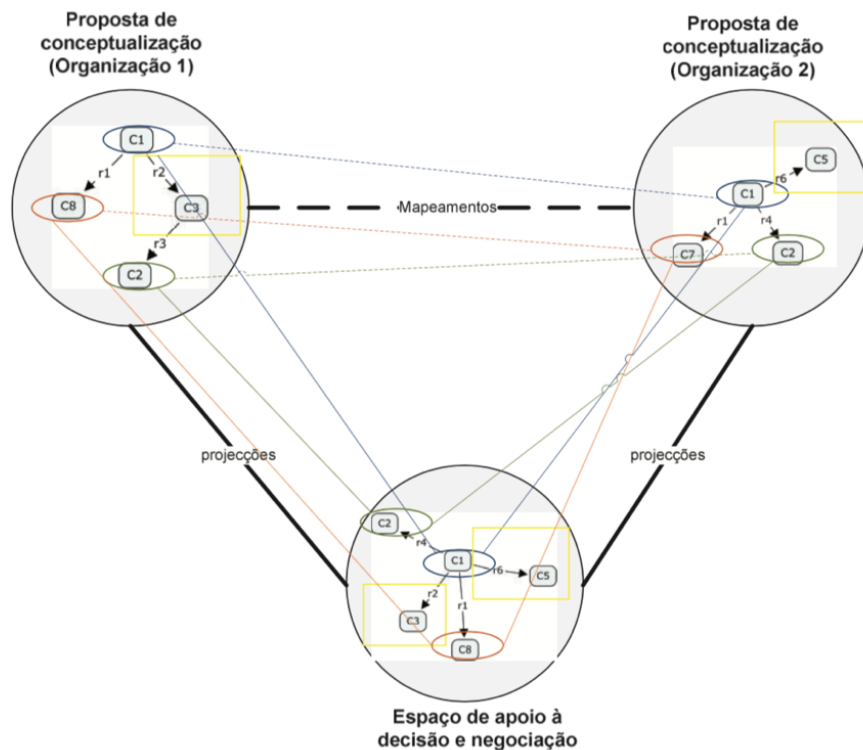 Proposta de
conceptualização
(Organização 1)
Proposta de
conceptualização
(Organização 2)
C1
r1
r2
C8
C3
r3
C2
Mapeamentos
C5
r6
C1
r1
r4
C7
C2
projecções
projecções
C2
r4
C1
r6
C5
r2
r1
C3
C8
Espaço de apoio à
decisão e negociação